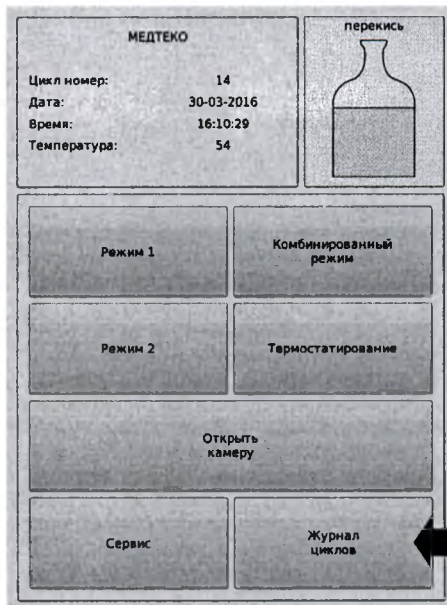 МЕДТЕКО
Цикл номер: 14
Дата: 30-03-2016
Время: 16:10:29
Температура: 54
перекись
Режим 1
Комбинированный
режим
Режим 2
Термостатирование
Открыть
камеру
Сервис
Журнал
циклов